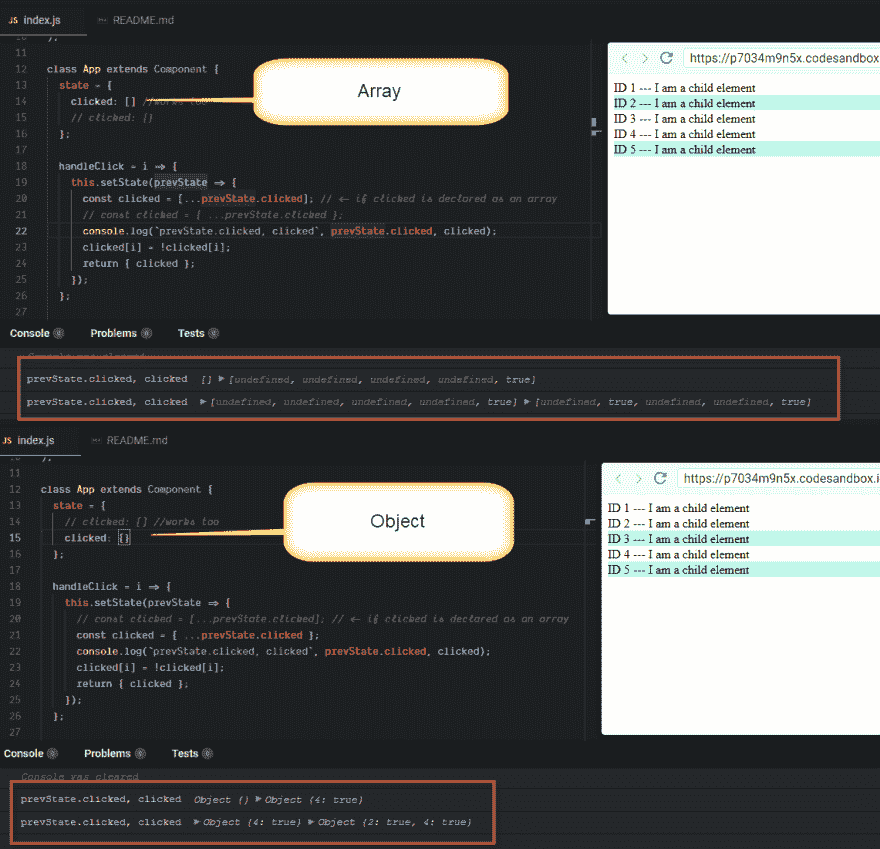 JS index.js README.md
11
12 class App extends Component {
13 state = {
14 clicked: [] //works too
15 // clicked: {}
16 };
17
18 handleClick = i => {
19 this.setState(prevState => {
20 const clicked = [...prevState.clicked]; // <- if clicked is declared as an array
21 // const clicked = { ...prevState.clicked };
22 console.log(`prevState.clicked, clicked`, prevState.clicked, clicked);
23 clicked[i] = !clicked[i];
24 return { clicked };
25 });
26 };
27
Array
https://p7034m9n5x.codesandbox
ID 1 --- I am a child element
ID 2 --- I am a child element
ID 3 --- I am a child element
ID 4 --- I am a child element
ID 5 --- I am a child element
Console Problems Tests
Console was cleared
prevState.clicked, clicked [] ▶[undefined, undefined, undefined, undefined, true]
prevState.clicked, clicked ▶[undefined, undefined, undefined, undefined, true] ▶[undefined, true, undefined, undefined, true]
JS index.js README.md
11
12 class App extends Component {
13 state = {
14 // clicked: [] //works too
15 clicked: {}
16 };
17
18 handleClick = i => {
19 this.setState(prevState => {
20 // const clicked = [...prevState.clicked]; // <- if clicked is declared as an array
21 const clicked = { ...prevState.clicked };
22 console.log(`prevState.clicked, clicked`, prevState.clicked, clicked);
23 clicked[i] = !clicked[i];
24 return { clicked };
25 });
26 };
27
Object
https://p7034m9n5x.codesandbox.i
ID 1 --- I am a child element
ID 2 --- I am a child element
ID 3 --- I am a child element
ID 4 --- I am a child element
ID 5 --- I am a child element
Console Problems Tests
Console was cleared
prevState.clicked, clicked Object {} ▶Object {4: true}
prevState.clicked, clicked ▶Object {4: true} ▶Object {2: true, 4: true}